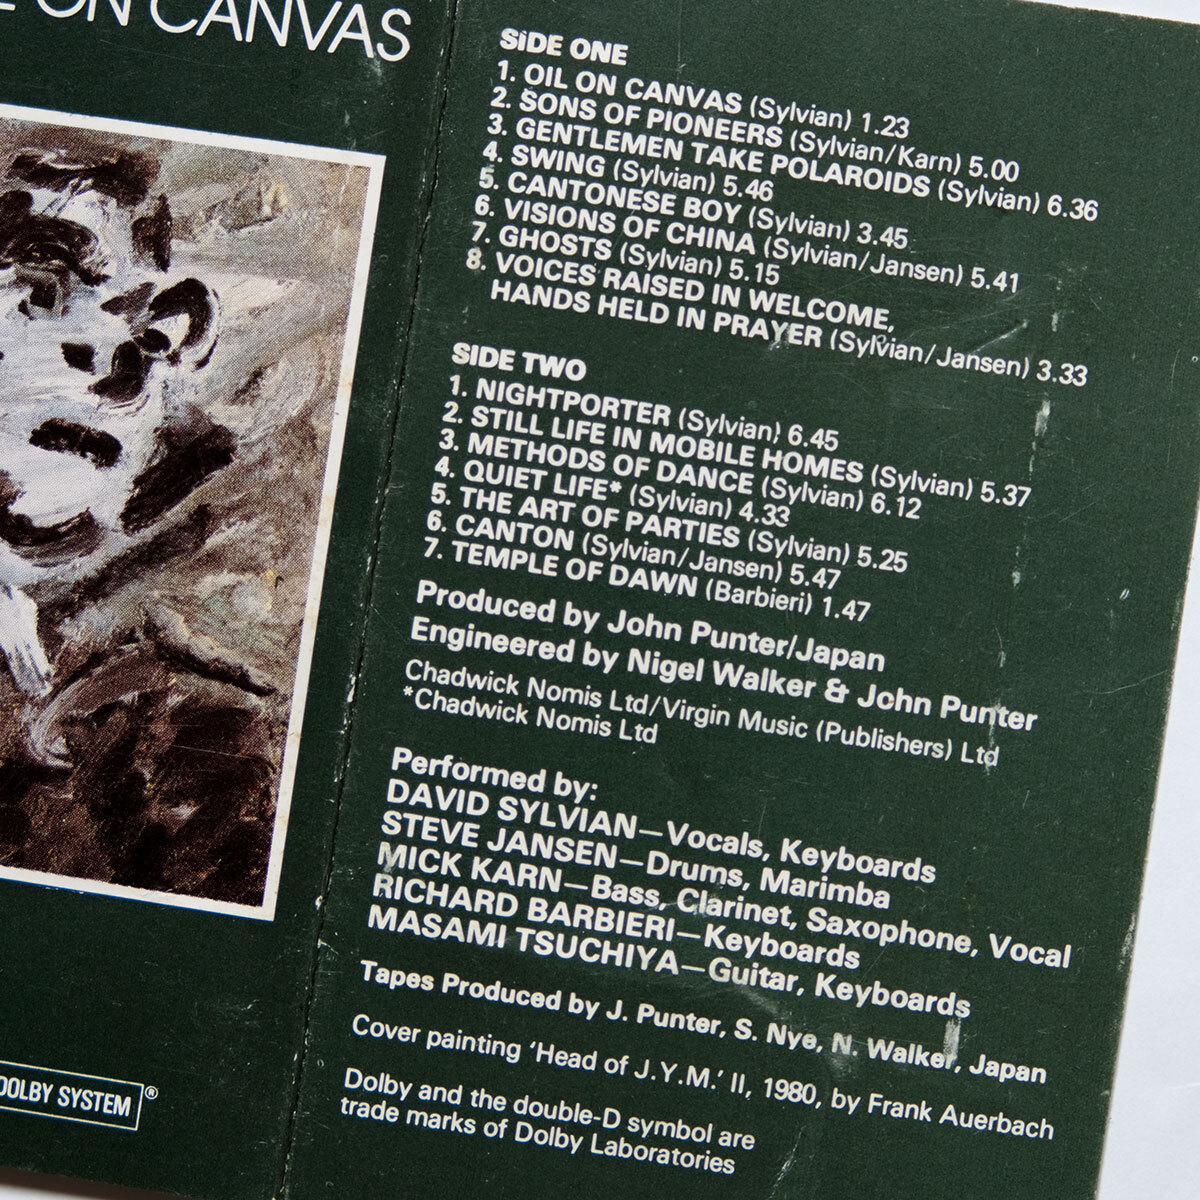 ON CANVAS
DOLBY SYSTEM®
SIDE ONE
1. OIL ON CANVAS (Sylvian) 1.23
2. SONS OF PIONEERS (Sylvian/Karn) 5.00
3. GENTLEMEN TAKE POLAROIDS (Sylvian) 6.36
4. SWING (Sylvian) 5.46
5. CANTONESE BOY (Sylvian) 3.45
6. VISIONS OF CHINA (Sylvian/Jansen) 5.41
7. GHOSTS (Sylvian) 5.15
8. VOICES RAISED IN WELCOME,
HANDS HELD IN PRAYER (Sylvian/Jansen) 3.33
SIDE TWO
1. NIGHTPORTER (Sylvian) 6.45
2. STILL LIFE IN MOBILE HOMES (Sylvian) 5.37
3. METHODS OF DANCE (Sylvian) 6.12
4. QUIET LIFE* (Sylvian) 4.33
5. THE ART OF PARTIES (Sylvian) 5.25
6. CANTON (Sylvian/Jansen) 5.47
7. TEMPLE OF DAWN (Barbieri) 1.47
Produced by John Punter/Japan
Engineered by Nigel Walker & John Punter
Chadwick Nomis Ltd/Virgin Music (Publishers) Ltd
*Chadwick Nomis Ltd
Performed by:
DAVID SYLVIAN—Vocals, Keyboards
STEVE JANSEN—Drums, Marimba
MICK KARN—Bass, Clarinet, Saxophone, Vocal
RICHARD BARBIERI—Keyboards
MASAMI TSUCHIYA—Guitar, Keyboards
Tapes Produced by J. Punter, S. Nye, N. Walker, Japan
Cover painting 'Head of J.Y.M.' II, 1980, by Frank Auerbach
Dolby and the double-D symbol are
trade marks of Dolby Laboratories